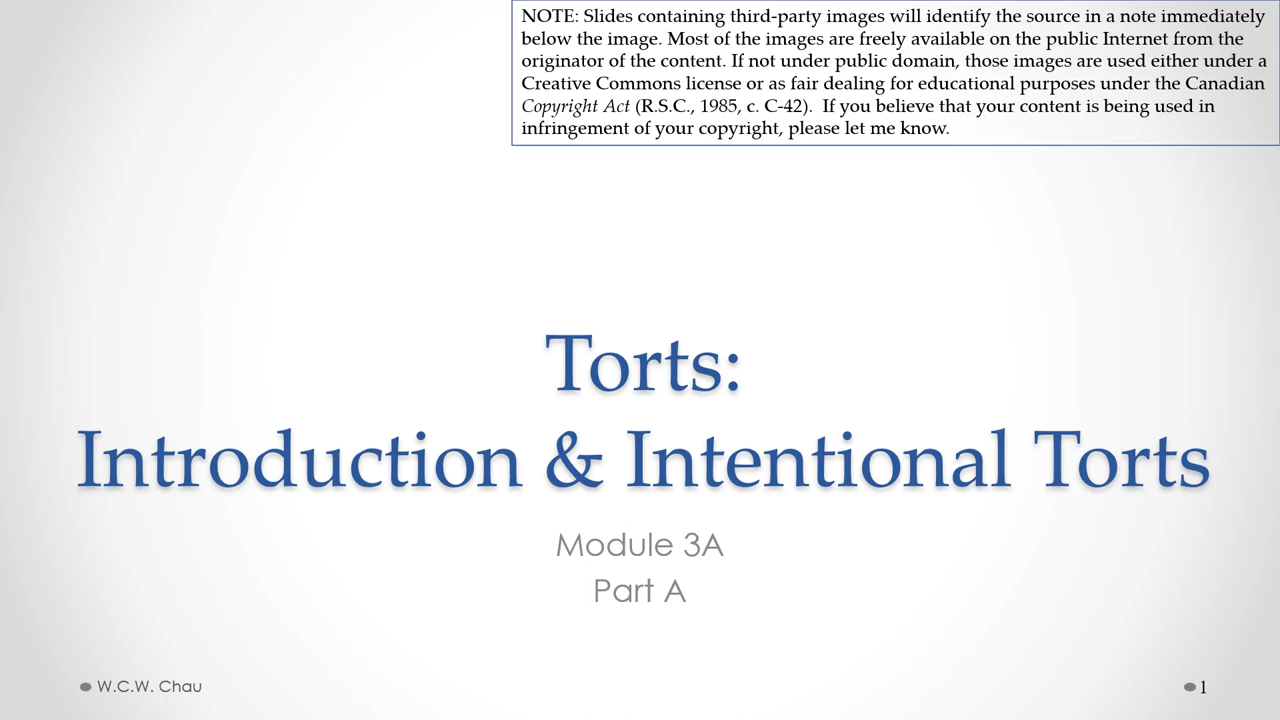 NOTE: Slides containing third-party images will identify the source in a note immediately
below the image. Most of the images are freely available on the public Internet from the
originator of the content. If not under public domain, those images are used either under a
Creative Commons license or as fair dealing for educational purposes under the Canadian
Copyright Act (R.S.C., 1985, c. C-42).  If you believe that your content is being used in
infringement of your copyright, please let me know.
Torts:
Introduction & Intentional Torts
Module 3A
Part A
W.C.W. Chau
1